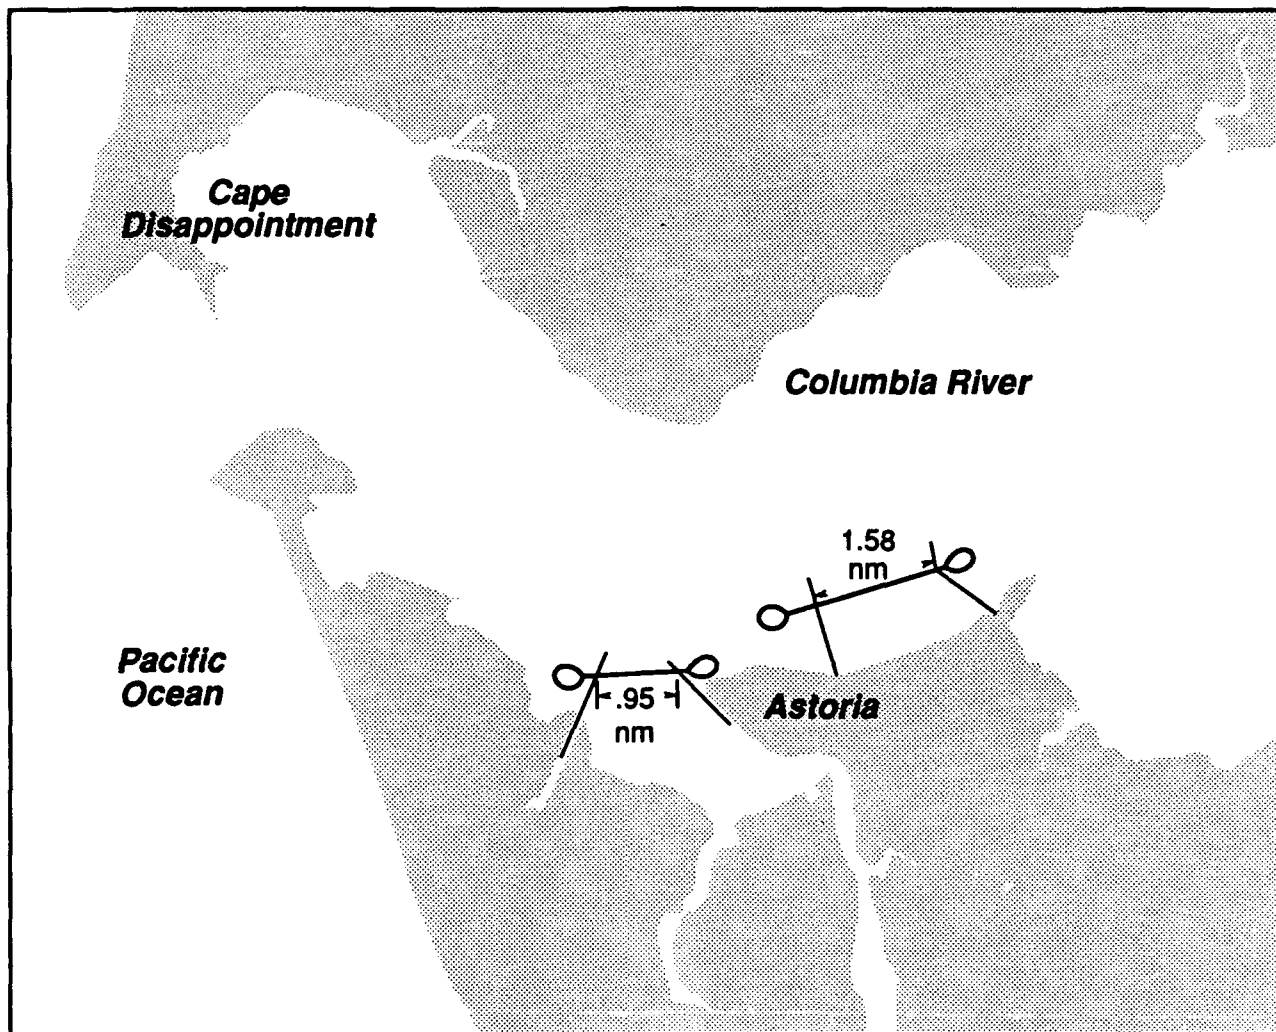 Cape
Disappointment
Columbia River
1.58
nm
Pacific
Ocean
.95
nm
Astoria